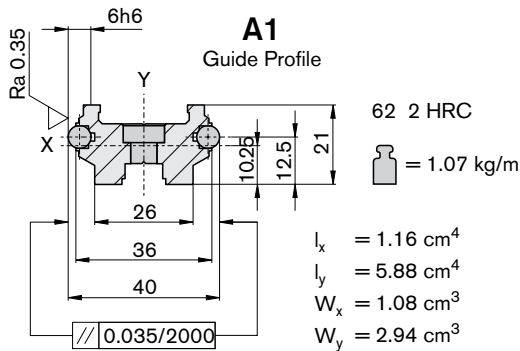 6h6
A1
Guide Profile
Ra 0.35
Y
X
62 2 HRC
10.25
12.5
21
= 1.07 kg/m
26
36
40
// 0.035/2000
Ix = 1.16 cm⁴
Iy = 5.88 cm⁴
Wx = 1.08 cm³
Wy = 2.94 cm³